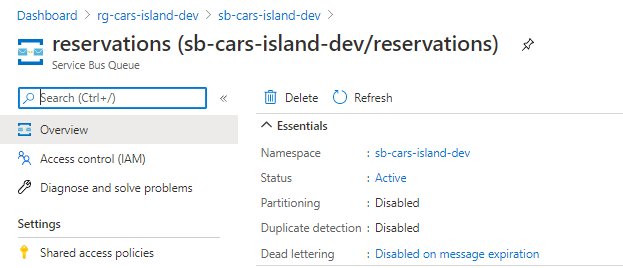 Dashboard > rg-cars-island-dev > sb-cars-island-dev >
reservations (sb-cars-island-dev/reservations)
Service Bus Queue
Search (Ctrl+/)
«
Delete
Refresh
Overview
Access control (IAM)
Diagnose and solve problems
Settings
Shared access policies
Essentials
Namespace : sb-cars-island-dev
Status : Active
Partitioning : Disabled
Duplicate detection : Disabled
Dead lettering : Disabled on message expiration